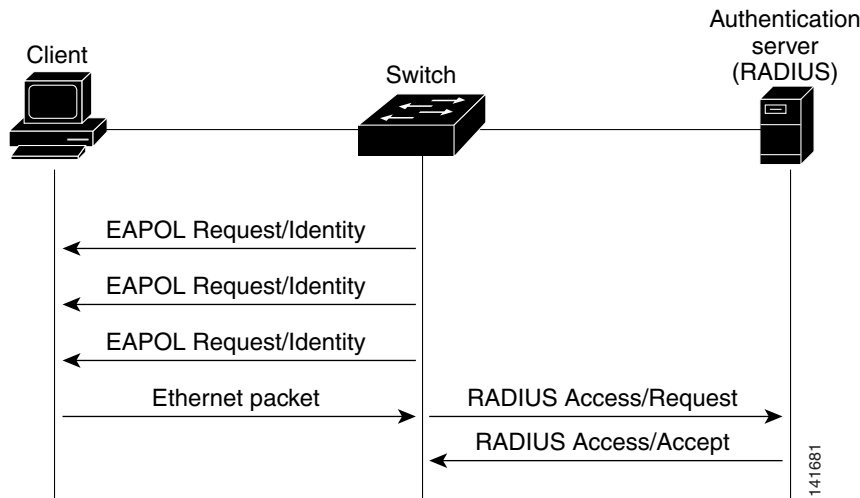 Authentication
server
(RADIUS)
Client
Switch
EAPOL Request/Identity
EAPOL Request/Identity
EAPOL Request/Identity
Ethernet packet
RADIUS Access/Request
RADIUS Access/Accept
141681